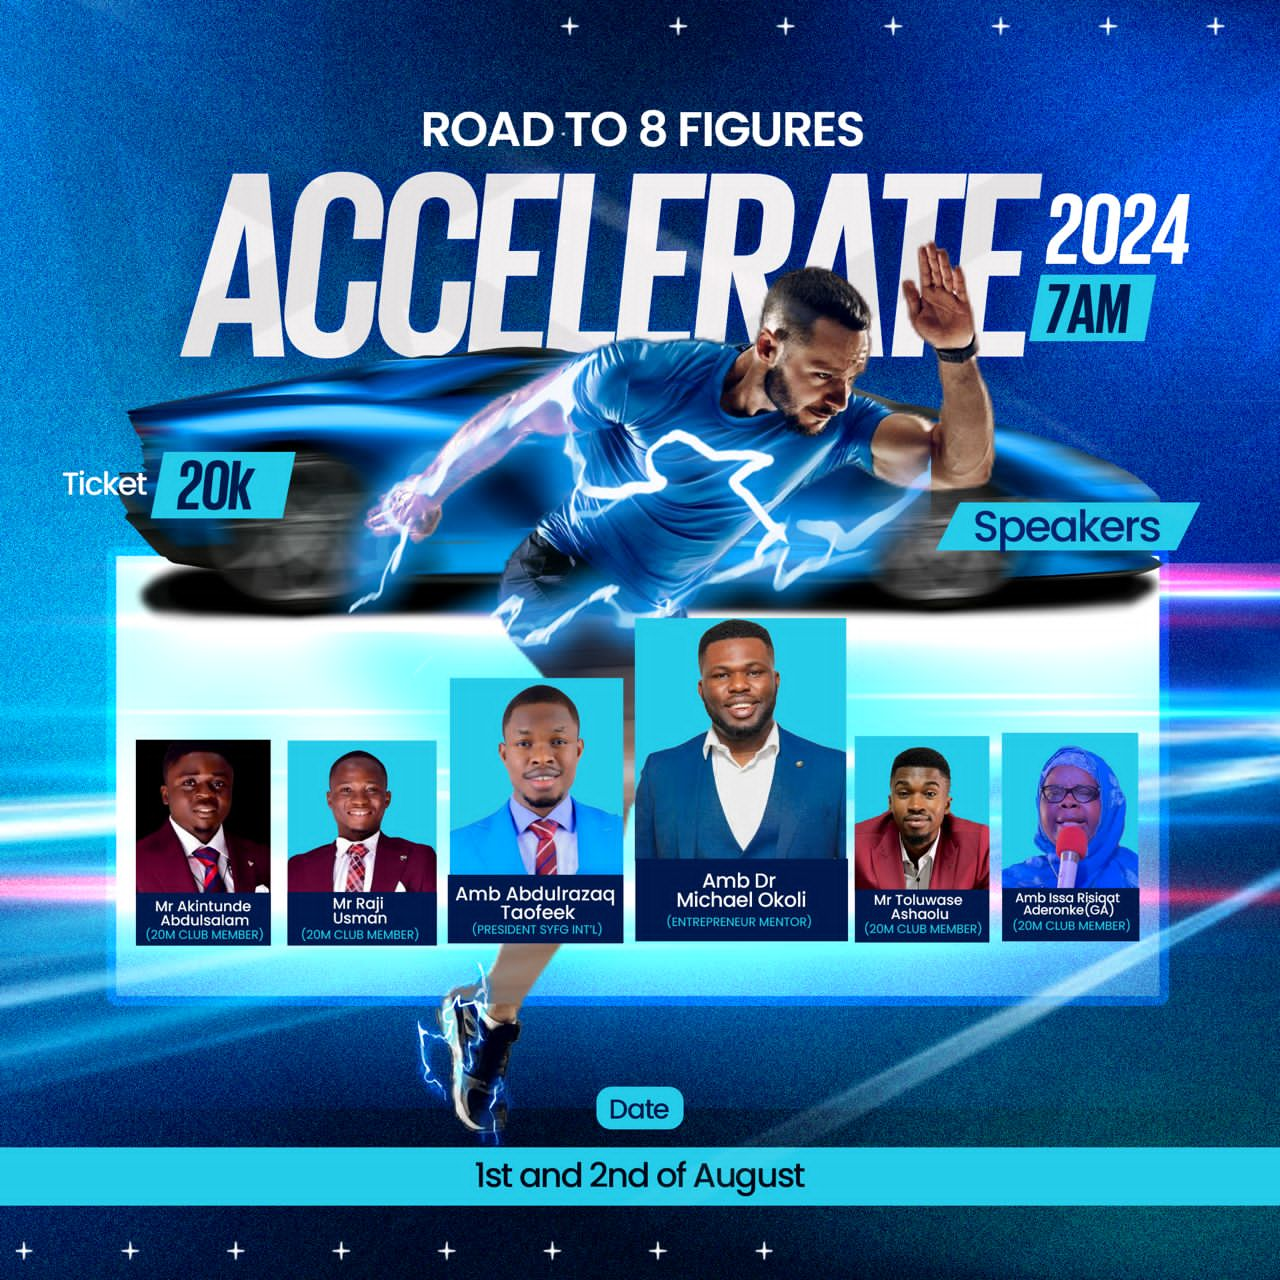 ROAD TO 8 FIGURES
ACCELERATE
2024
7AM
Ticket
20k
Speakers
Mr Akintunde
Abdulsalam
(20M CLUB MEMBER)
Mr Raji
Usman
(20M CLUB MEMBER)
Amb Abdulrazaq
Taofeek
(PRESIDENT SYFG INT'L)
Amb Dr
Michael Okoli
(ENTREPRENEUR MENTOR)
Mr Toluwase
Ashaolu
(20M CLUB MEMBER)
Amb Issa Risiqat
Aderonke(GA)
(20M CLUB MEMBER)
Date
1st and 2nd of August